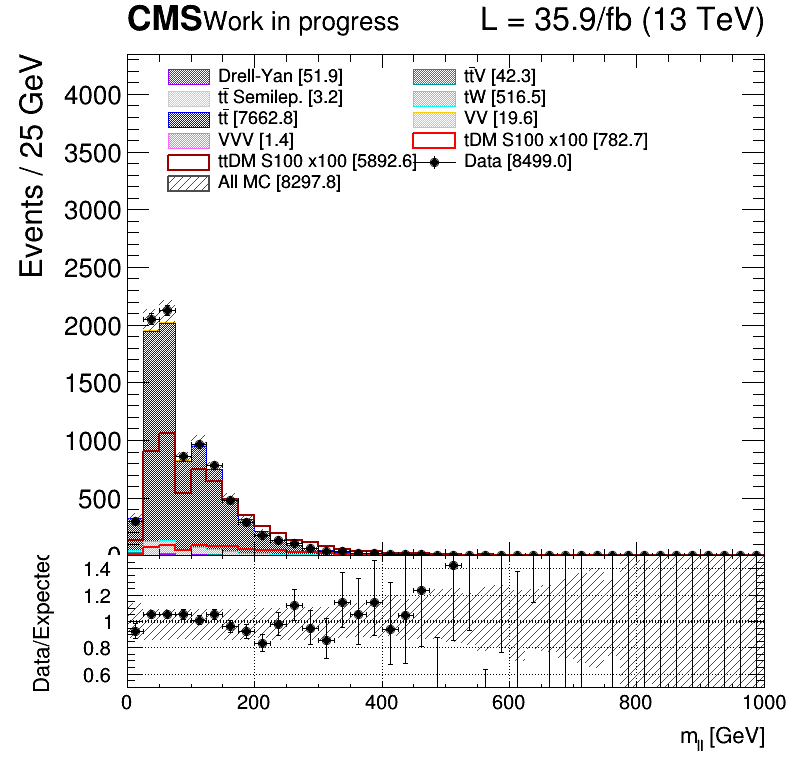 CMS Work in progress L = 35.9/fb (13 TeV)
Events / 25 GeV
Drell-Yan [51.9] tt̄V [42.3]
tt̄ Semilep. [3.2] tW [516.5]
tt̄ [7662.8] VV [19.6]
VVV [1.4] tDM S100 x100 [782.7]
ttDM S100 x100 [5892.6] Data [8499.0]
All MC [8297.8]
4000
3500
3000
2500
2000
1500
1000
500
0
Data/Expected
1.4
1.2
1
0.8
0.6
0 200 400 600 800 1000
m_ll [GeV]